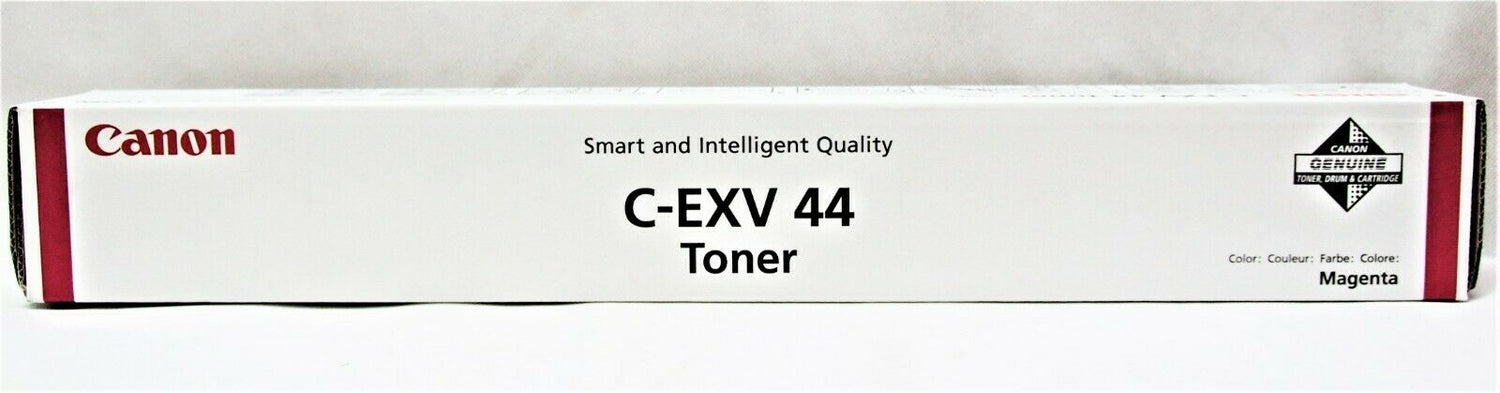 Canon
Smart and Intelligent Quality
C-EXV 44
Toner
CANON
GENUINE
TONER, DRUM & CARTRIDGE
Color: Couleur: Farbe: Colore:
Magenta